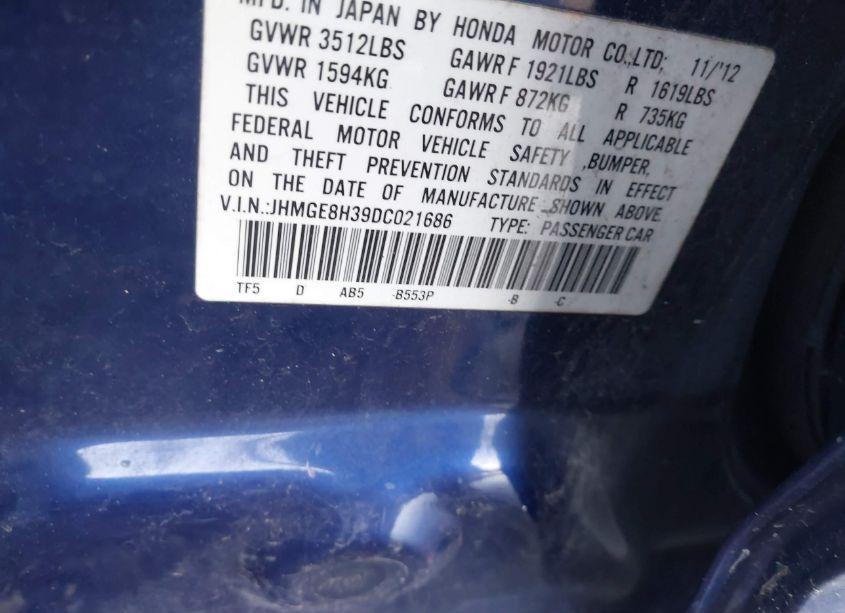 MFD. IN JAPAN BY HONDA MOTOR CO.,LTD; 11/'12
GVWR 3512LBS GAWR F 1921LBS R 1619LBS
GVWR 1594KG GAWR F 872KG R 735KG
THIS VEHICLE CONFORMS TO ALL APPLICABLE
FEDERAL MOTOR VEHICLE SAFETY ,BUMPER,
AND THEFT PREVENTION STANDARDS IN EFFECT
ON THE DATE OF MANUFACTURE SHOWN ABOVE
V.I.N.:JHMGE8H39DC021686 TYPE: PASSENGER CAR
TF5 D AB5 -B553P -B -C